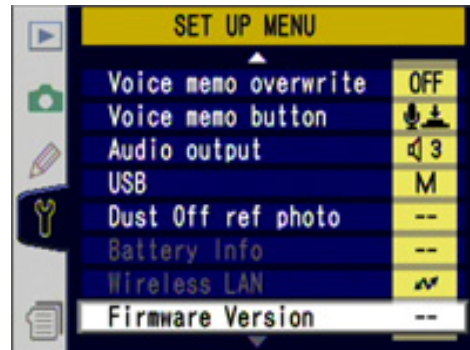 SET UP MENU
Voice memo overwrite OFF
Voice memo button
Audio output 3
USB M
Dust Off ref photo --
Battery Info --
Wireless LAN
Firmware Version --